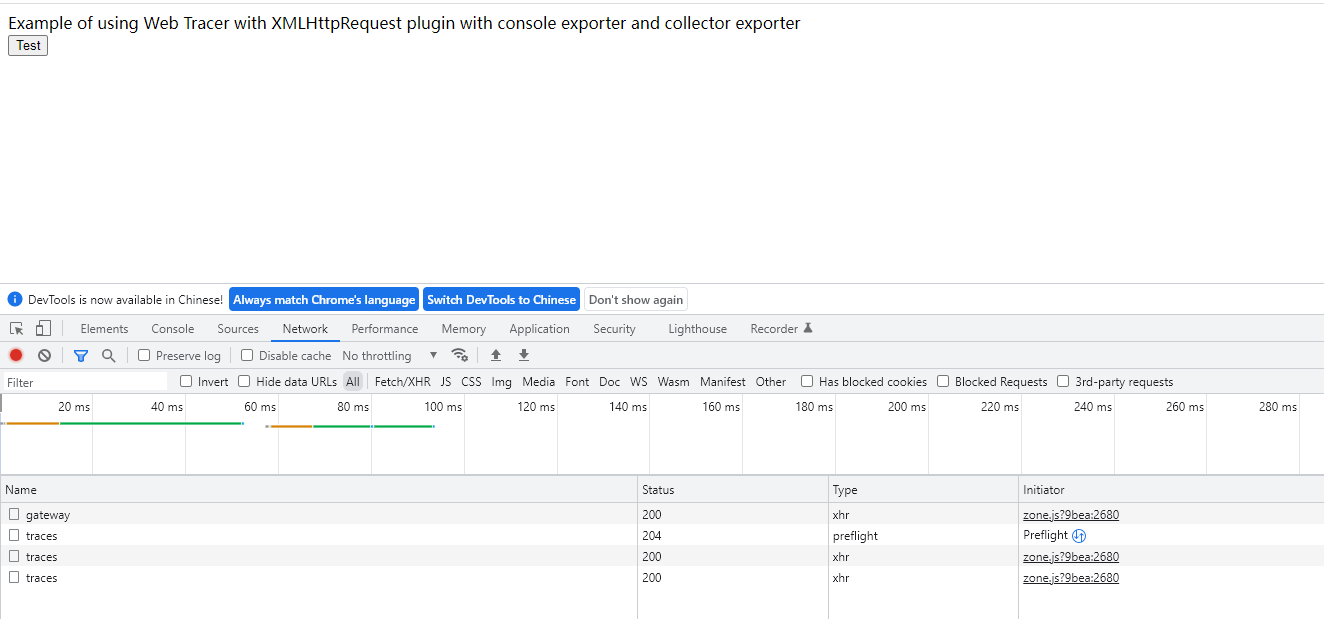 Example of using Web Tracer with XMLHttpRequest plugin with console exporter and collector exporter
Test
DevTools is now available in Chinese! Always match Chrome's language Switch DevTools to Chinese Don't show again
Elements Console Sources Network Performance Memory Application Security Lighthouse Recorder
Preserve log Disable cache No throttling
Filter Invert Hide data URLs All Fetch/XHR JS CSS Img Media Font Doc WS Wasm Manifest Other Has blocked cookies Blocked Requests 3rd-party requests
20 ms 40 ms 60 ms 80 ms 100 ms 120 ms 140 ms 160 ms 180 ms 200 ms 220 ms 240 ms 260 ms 280 ms
Name Status Type Initiator
gateway 200 xhr zone.js?9bea:2680
traces 204 preflight Preflight
traces 200 xhr zone.js?9bea:2680
traces 200 xhr zone.js?9bea:2680